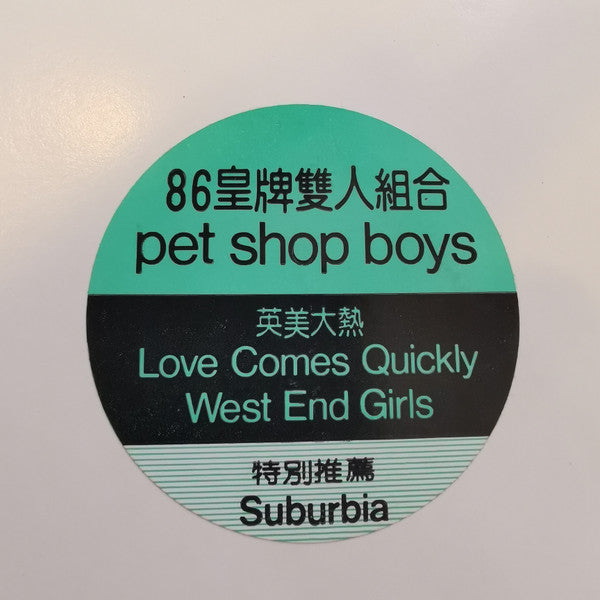 86皇牌雙人組合
pet shop boys
英美大熱
Love Comes Quickly
West End Girls
特別推薦
Suburbia